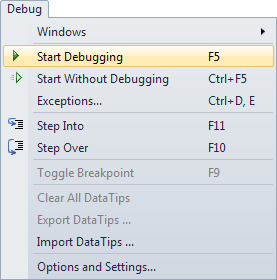 Debug
Windows
Start Debugging F5
Start Without Debugging Ctrl+F5
Exceptions... Ctrl+D, E
Step Into F11
Step Over F10
Toggle Breakpoint F9
Clear All DataTips
Export DataTips ...
Import DataTips ...
Options and Settings...